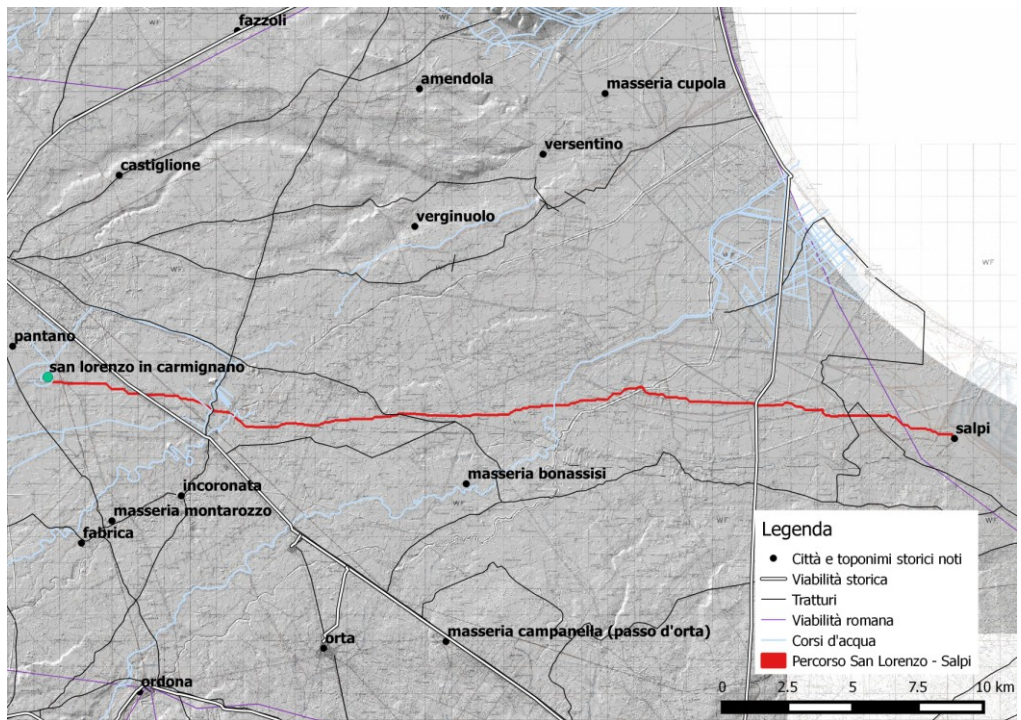 fazzoli
amendola
masseria cupola
versentino
castiglione
verginuolo
pantano
san lorenzo in carmignano
salpi
masseria bonassisi
incoronata
masseria montarozzo
fabrica
orta
masseria campanella (passo d'orta)
ordona
Legenda
Città e toponimi storici noti
Viabilità storica
Tratturi
Viabilità romana
Corsi d'acqua
Percorso San Lorenzo - Salpi
0 2.5 5 7.5 10 km